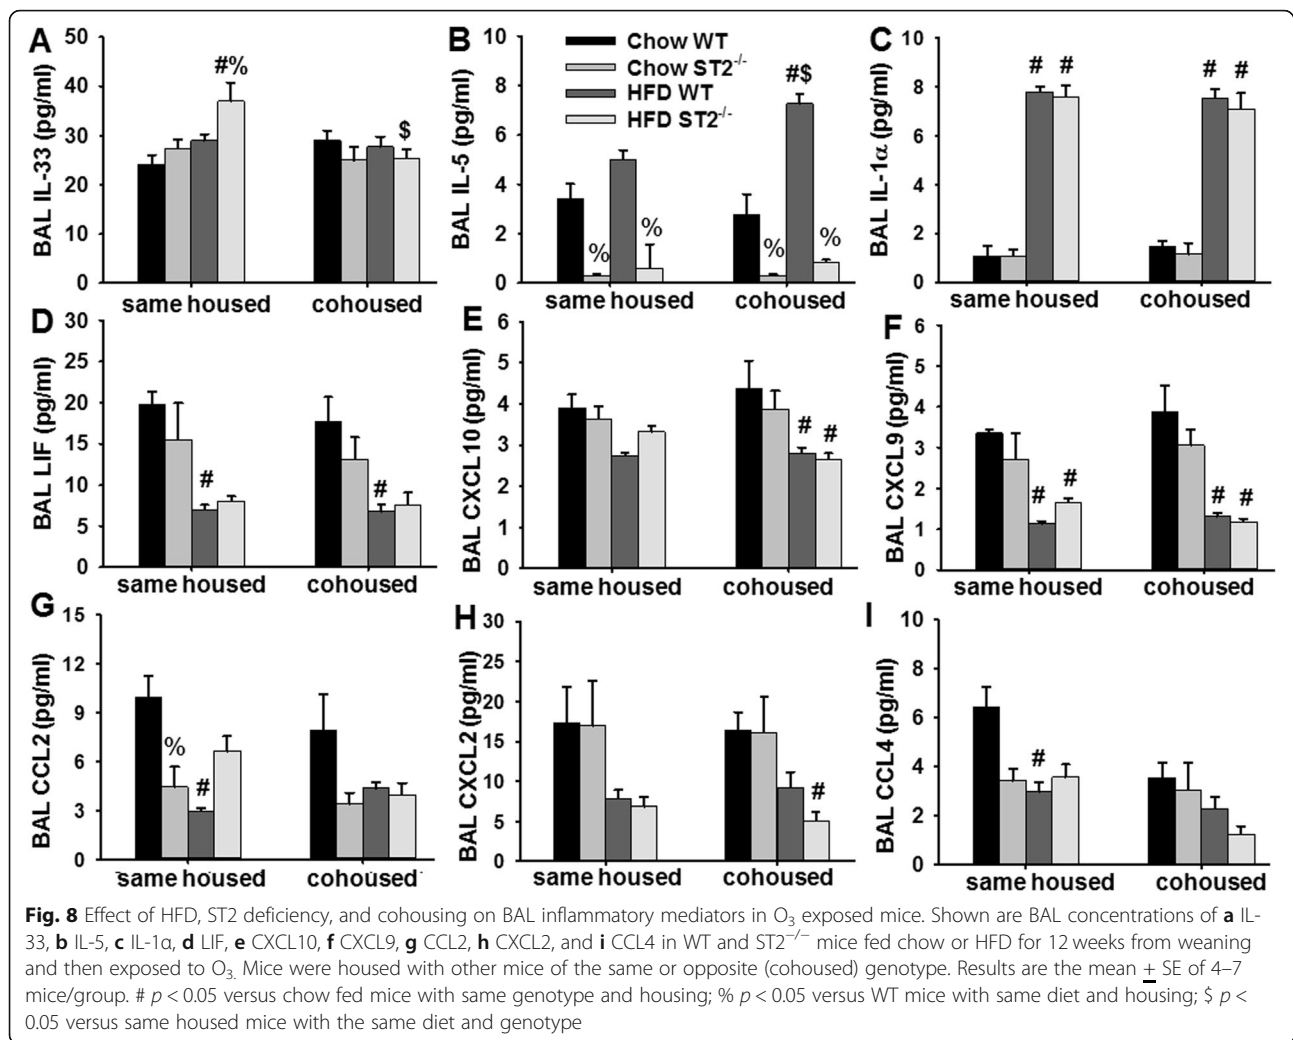 A
50
40
30
20
10
0
BAL IL-33 (pg/ml)
#%
$
same housed
cohoused
B
10
8
6
4
2
0
BAL IL-5 (pg/ml)
Chow WT
Chow ST2-/-
HFD WT
HFD ST2-/-
%
%
#$
%
%
same housed
cohoused
C
8
6
4
2
0
BAL IL-1α (pg/ml)
# #
# #
same housed
cohoused
D
30
25
20
15
10
5
0
BAL LIF (pg/ml)
#
#
same housed
cohoused
E
6
5
4
3
2
1
0
BAL CXCL10 (pg/ml)
# #
same housed
cohoused
F
6
5
4
3
2
1
0
BAL CXCL9 (pg/ml)
# #
# #
same housed
cohoused
G
15
12
9
6
3
0
BAL CCL2 (pg/ml)
%
#
same housed
cohoused
H
30
25
20
15
10
5
0
BAL CXCL2 (pg/ml)
#
same housed
cohoused
I
10
8
6
4
2
0
BAL CCL4 (pg/ml)
#
same housed
cohoused
Fig. 8 Effect of HFD, ST2 deficiency, and cohousing on BAL inflammatory mediators in O3 exposed mice. Shown are BAL concentrations of a IL-
33, b IL-5, c IL-1α, d LIF, e CXCL10, f CXCL9, g CCL2, h CXCL2, and i CCL4 in WT and ST2−/− mice fed chow or HFD for 12 weeks from weaning
and then exposed to O3. Mice were housed with other mice of the same or opposite (cohoused) genotype. Results are the mean ± SE of 4–7
mice/group. # p < 0.05 versus chow fed mice with same genotype and housing; % p < 0.05 versus WT mice with same diet and housing; $ p <
0.05 versus same housed mice with the same diet and genotype